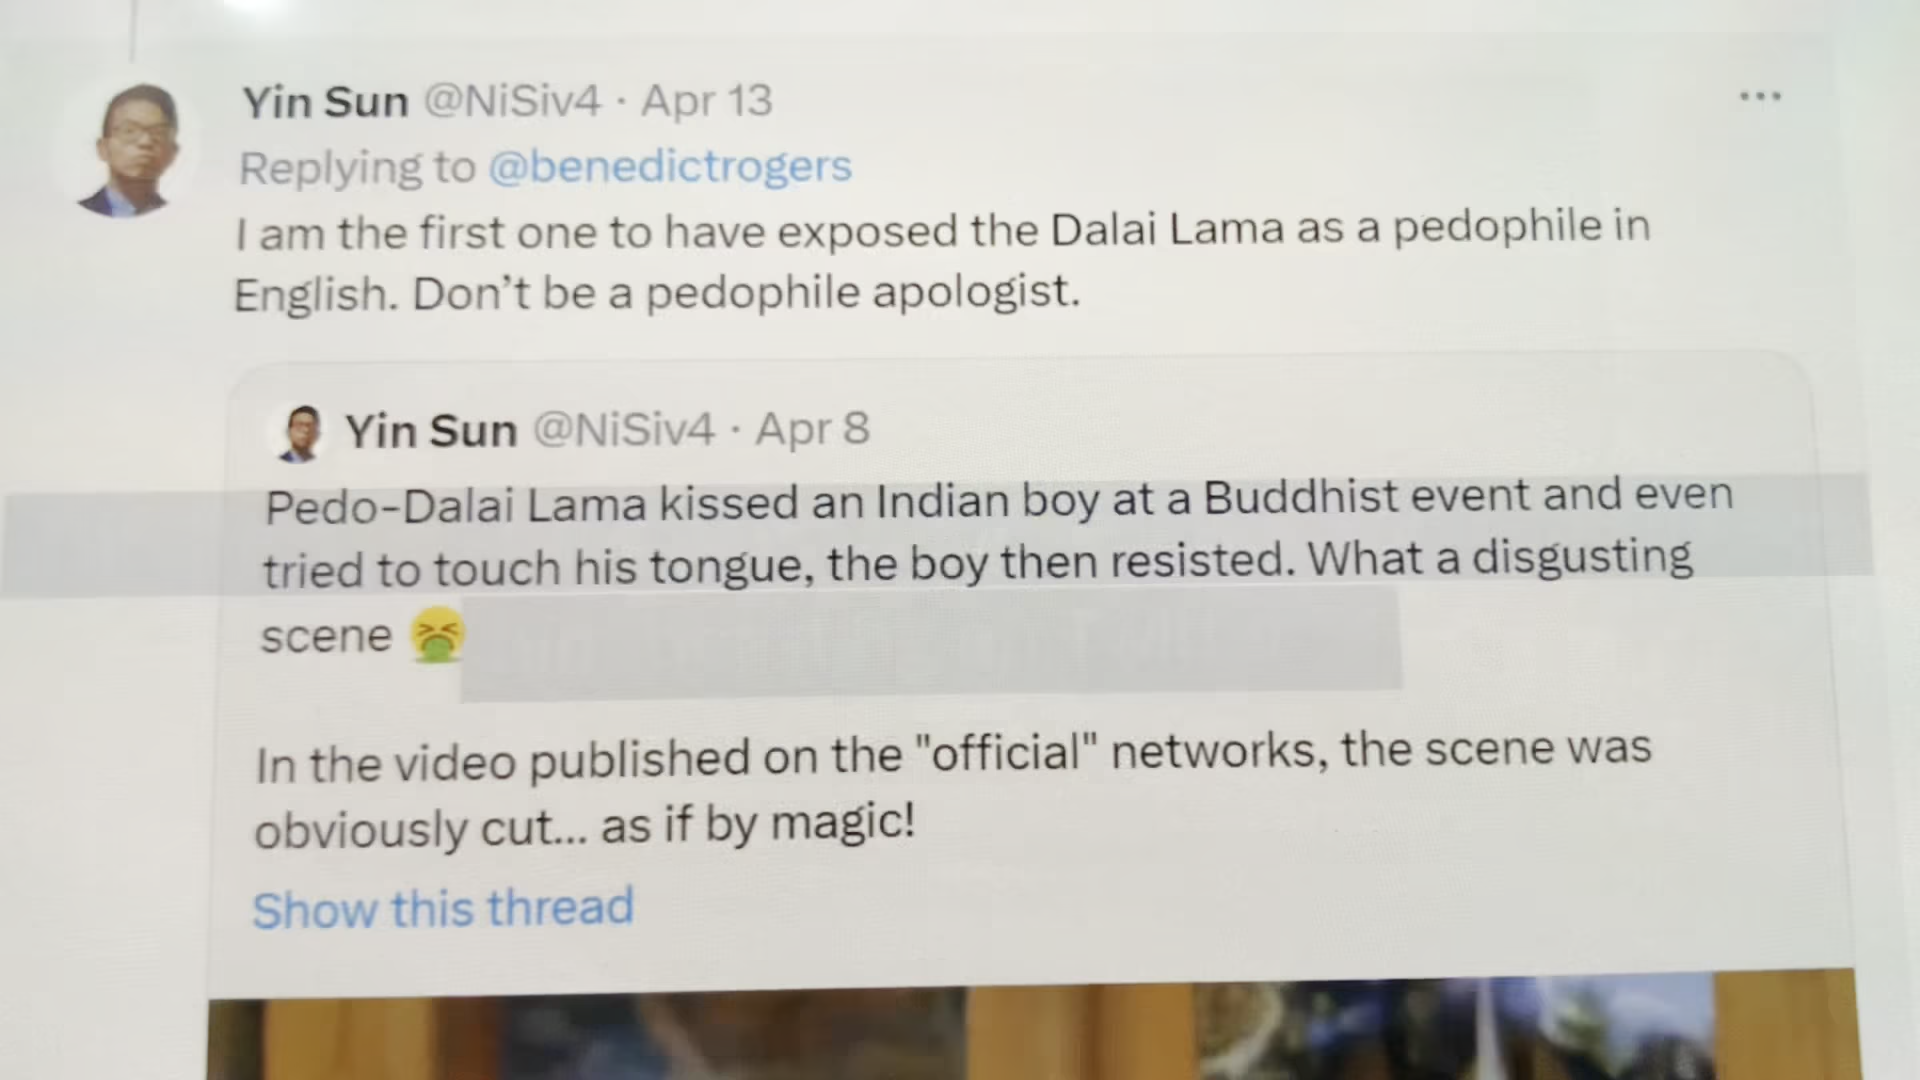 Yin Sun @NiSiv4 · Apr 13
Replying to @benedictrogers
I am the first one to have exposed the Dalai Lama as a pedophile in
English. Don't be a pedophile apologist.
Yin Sun @NiSiv4 · Apr 8
Pedo-Dalai Lama kissed an Indian boy at a Buddhist event and even
tried to touch his tongue, the boy then resisted. What a disgusting
scene 🤮
In the video published on the "official" networks, the scene was
obviously cut... as if by magic!
Show this thread